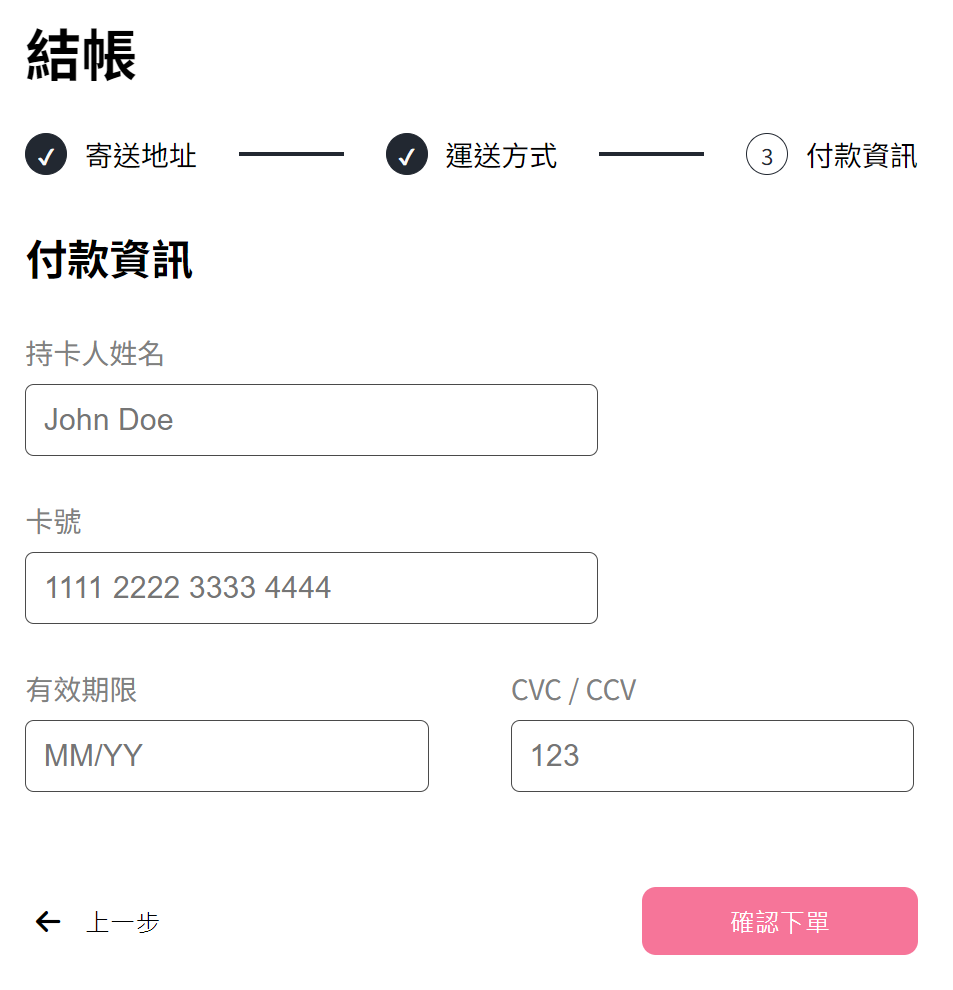 結帳
寄送地址 運送方式 3 付款資訊
付款資訊
持卡人姓名
John Doe
卡號
1111 2222 3333 4444
有效期限 CVC / CCV
MM/YY 123
上一步 確認下單